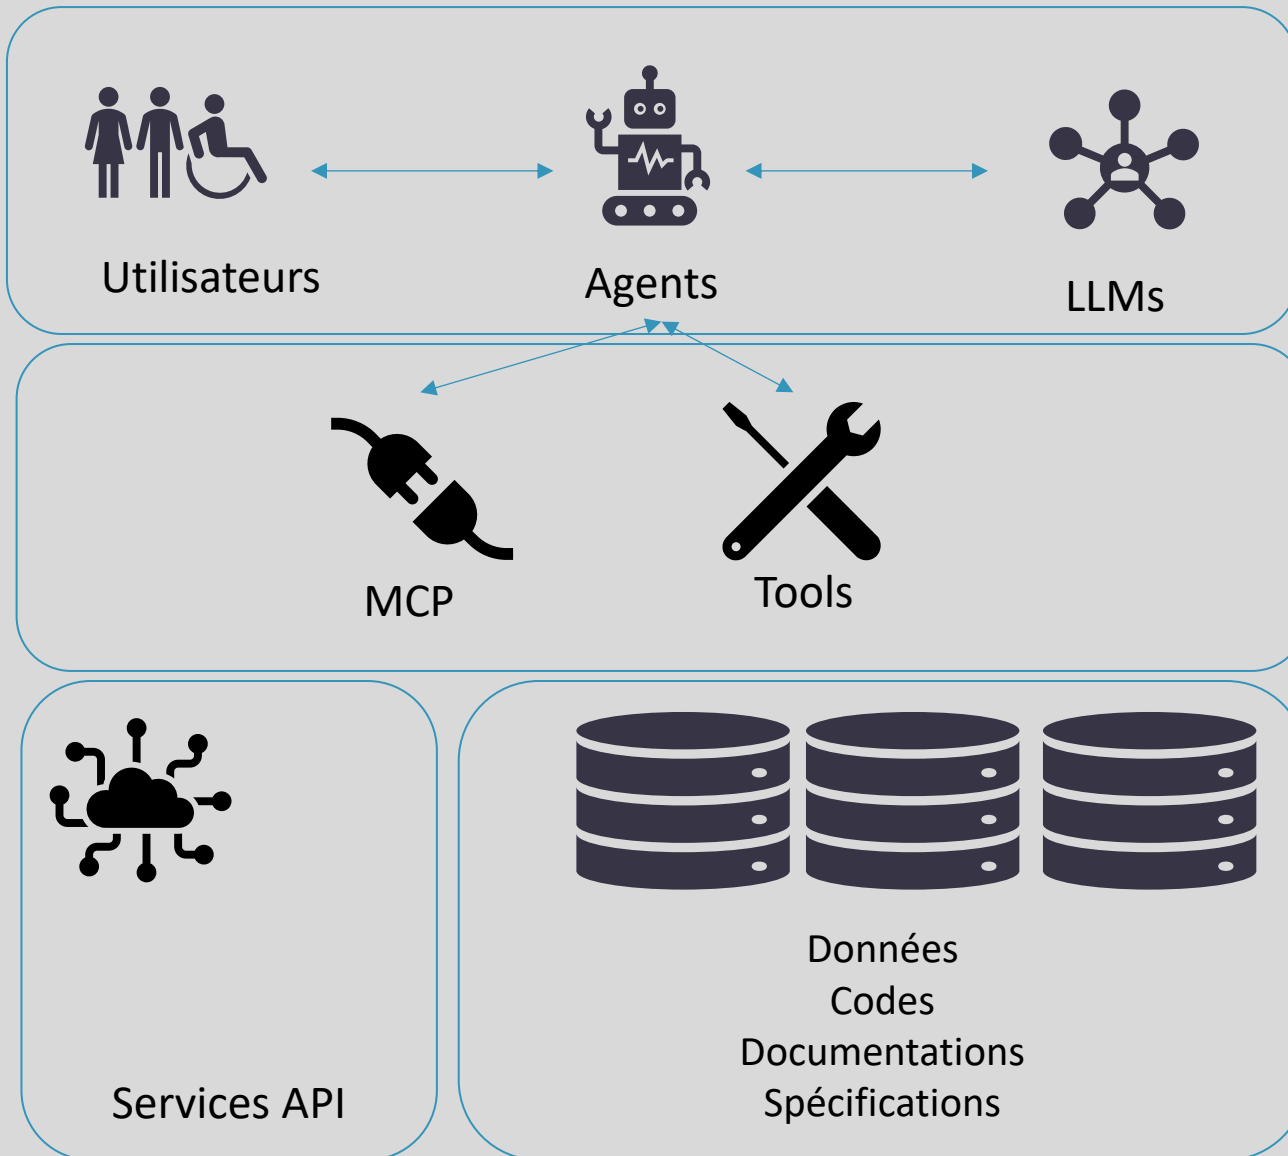 Utilisateurs
Agents
LLMs
MCP
Tools
Services API
Données
Codes
Documentations
Spécifications